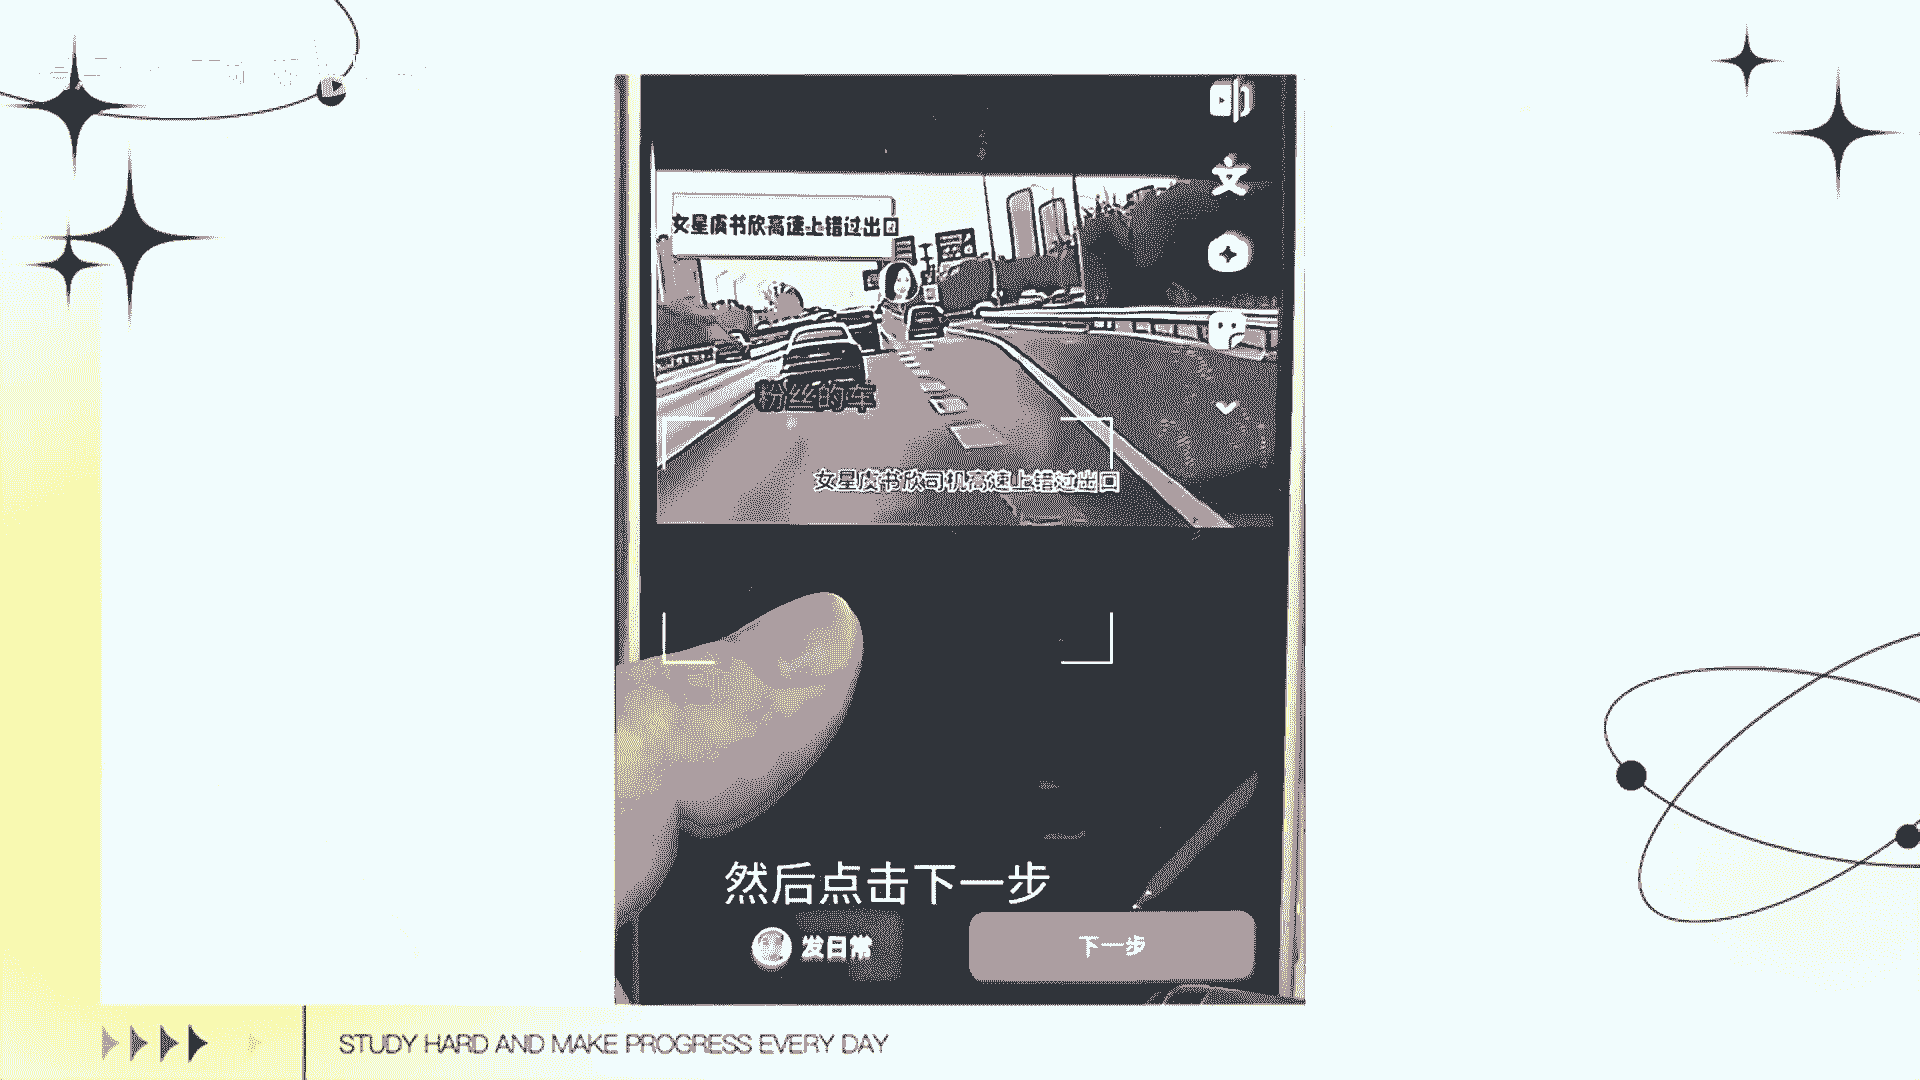 女星虞书欣高速上错过出口
粉丝的车
女星虞书欣司机高速上错过出口
然后点击下一步
发日常
下一步
STUDY HARD AND MAKE PROGRESS EVERY DAY